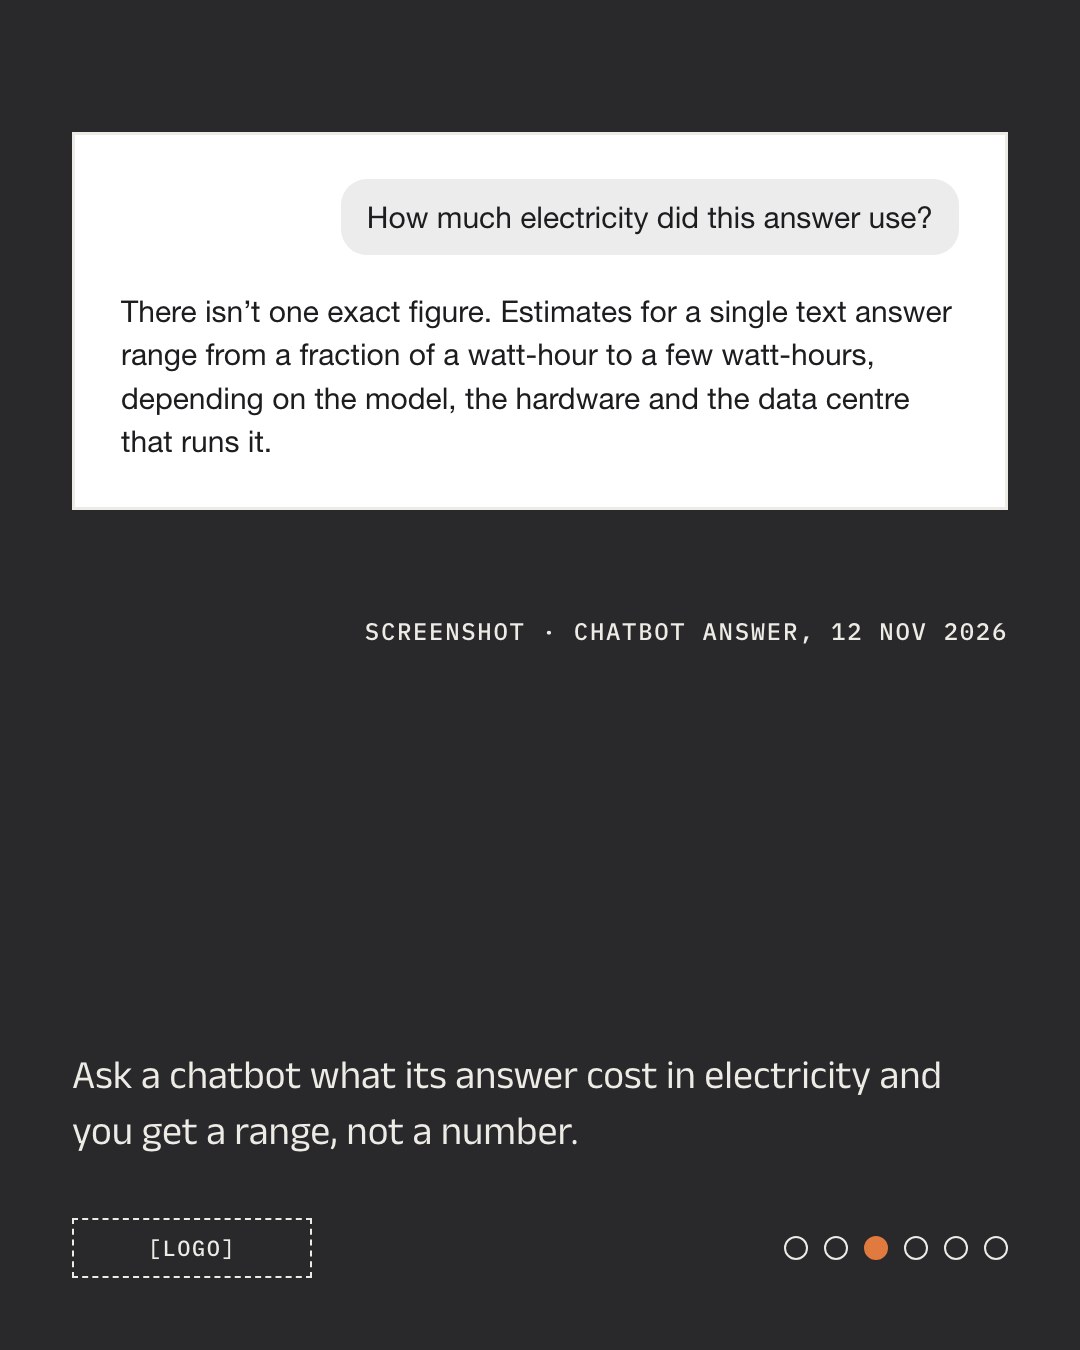 How much electricity did this answer use?
There isn’t one exact figure. Estimates for a single text answer
range from a fraction of a watt-hour to a few watt-hours,
depending on the model, the hardware and the data centre
that runs it.
SCREENSHOT · CHATBOT ANSWER, 12 NOV 2026
Ask a chatbot what its answer cost in electricity and
you get a range, not a number.
[LOGO]